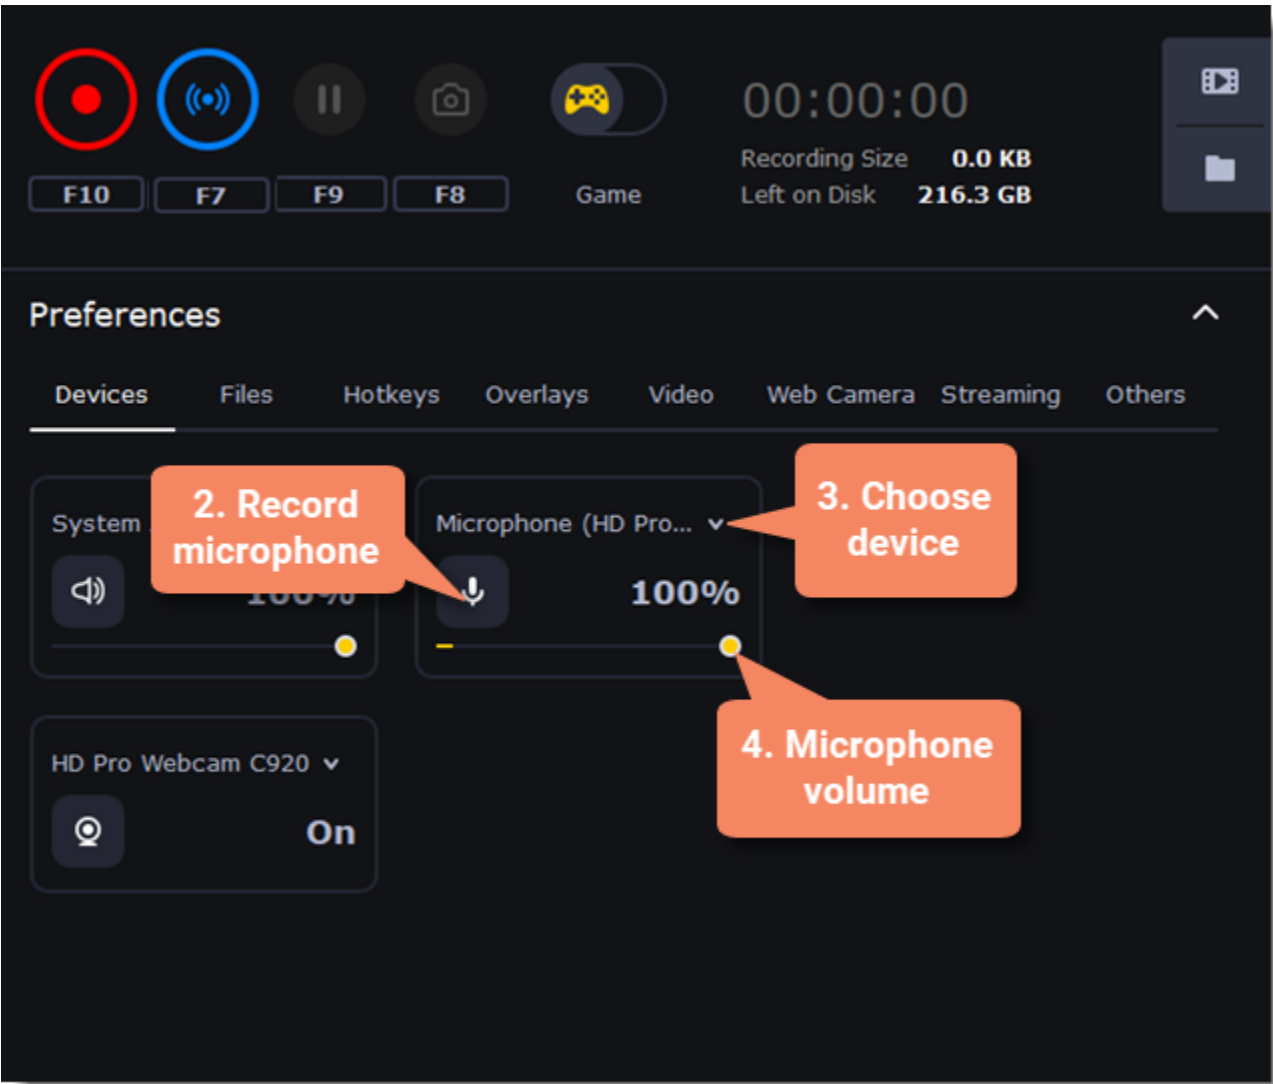 00:00:00
Recording Size 0.0 KB
Left on Disk 216.3 GB
F10 F7 F9 F8 Game
Preferences
Devices Files Hotkeys Overlays Video Web Camera Streaming Others
System
2. Record
microphone
Microphone (HD Pro...
3. Choose
device
100%
100%
4. Microphone
volume
HD Pro Webcam C920
On